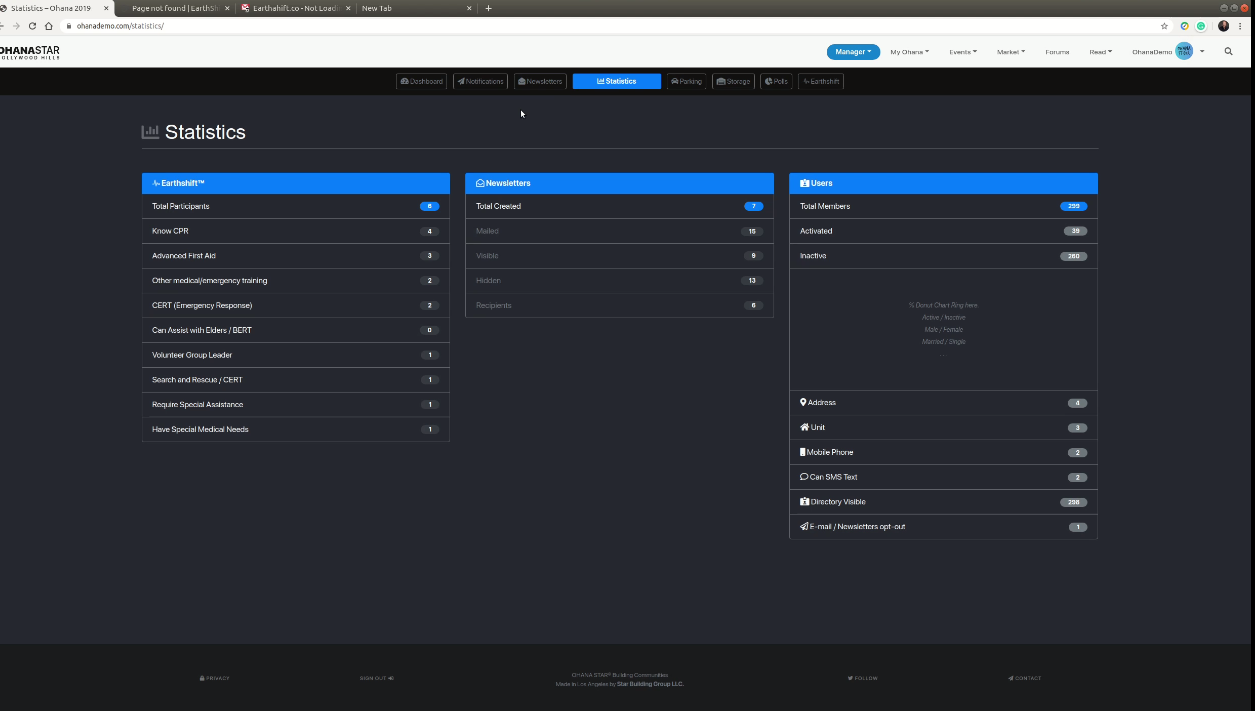 Statistics – Ohana 2019
Page not found | EarthShi
Earthahift.co - Not Loadin
New Tab
ohanademo.com/statistics/
OHANASTAR
HOLLYWOOD HILLS
Manager
My Ohana
Events
Market
Forums
Read
OhanaDemo
Dashboard
Notifications
Newsletters
Statistics
Parking
Storage
Polls
Earthshift
Statistics
Earthshift™
Total Participants 6
Know CPR 4
Advanced First Aid 3
Other medical/emergency training 2
CERT (Emergency Response) 2
Can Assist with Elders / BERT 0
Volunteer Group Leader 1
Search and Rescue / CERT 1
Require Special Assistance 1
Have Special Medical Needs 1
Newsletters
Total Created 7
Mailed 15
Visible 9
Hidden 13
Recipients 6
Users
Total Members 299
Activated 39
Inactive 260
% Donut Chart Ring here.
Active / Inactive
Male / Female
Married / Single
. .
Address 4
Unit 3
Mobile Phone 2
Can SMS Text 2
Directory Visible 296
E-mail / Newsletters opt-out 1
PRIVACY
SIGN OUT
OHANA STAR® Building Communities
Made in Los Angeles by Star Building Group LLC.
FOLLOW
CONTACT